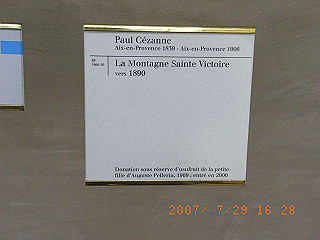 Paul Cézanne
Aix-en-Provence 1839 - Aix-en-Provence 1906
La Montagne Sainte Victoire
vers 1890
Donation sous réserve d'usufruit de la petite-
fille d'Auguste Pellerin, 1969 ; entré en 2000
2007/ 7/29 16:28